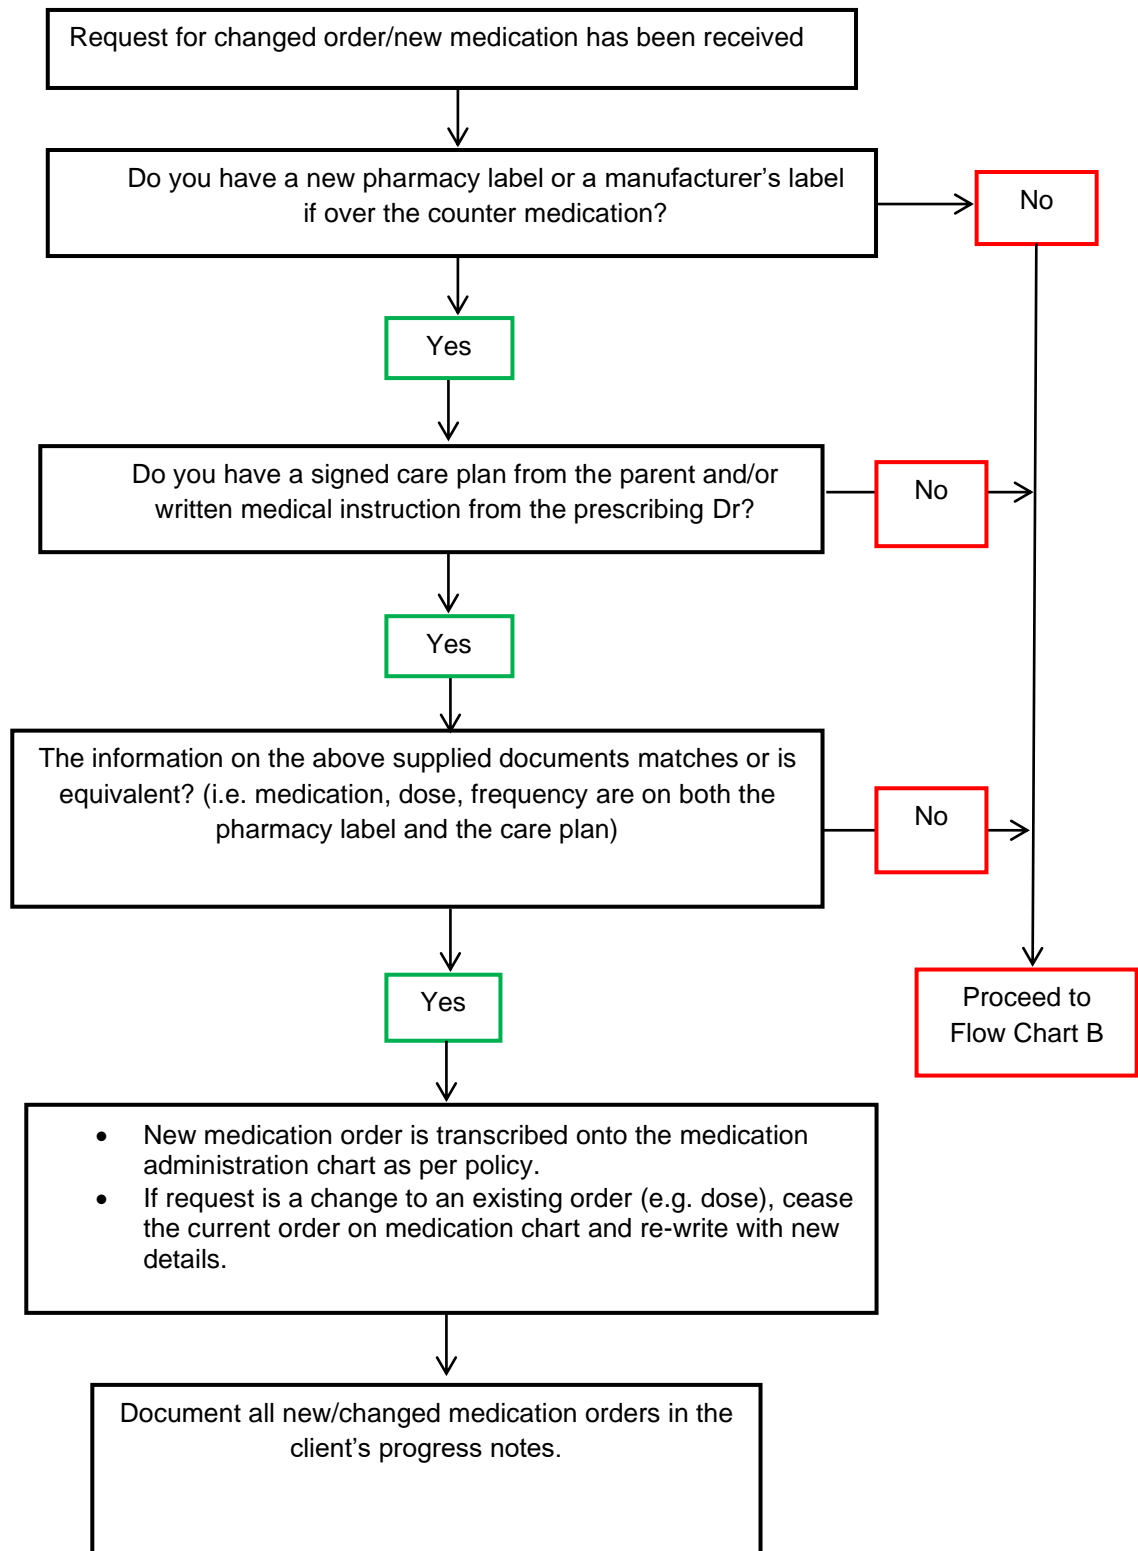 Request for changed order/new medication has been received
Do you have a new pharmacy label or a manufacturer’s label
if over the counter medication?
No
Yes
Do you have a signed care plan from the parent and/or
written medical instruction from the prescribing Dr?
No
Yes
The information on the above supplied documents matches or is
equivalent? (i.e. medication, dose, frequency are on both the
pharmacy label and the care plan)
No
Yes
Proceed to
Flow Chart B
• New medication order is transcribed onto the medication
administration chart as per policy.
• If request is a change to an existing order (e.g. dose), cease
the current order on medication chart and re-write with new
details.
Document all new/changed medication orders in the
client’s progress notes.